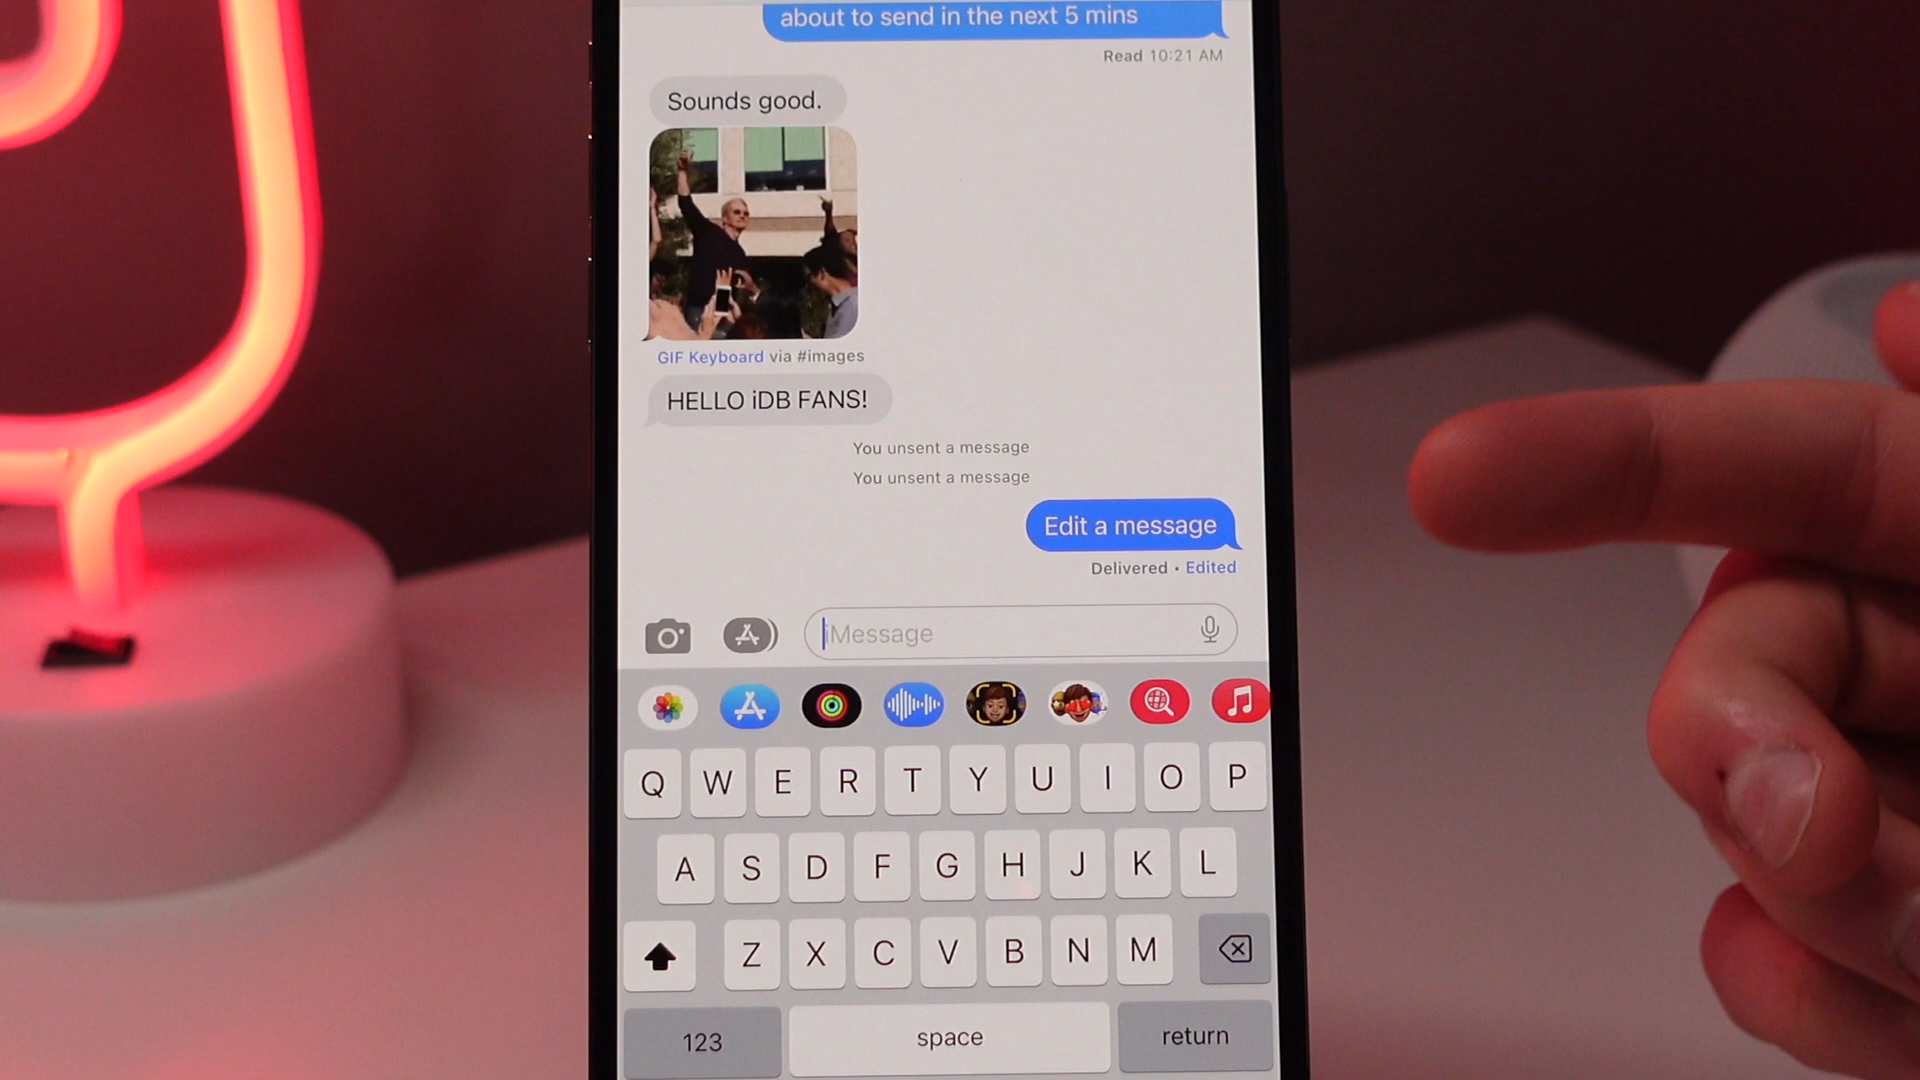 about to send in the next 5 mins
Read 10:21 AM
Sounds good.
GIF Keyboard via #images
HELLO iDB FANS!
You unsent a message
You unsent a message
Edit a message
Delivered • Edited
iMessage
Q W E R T Y U I O P
A S D F G H J K L
Z X C V B N M
123 space return